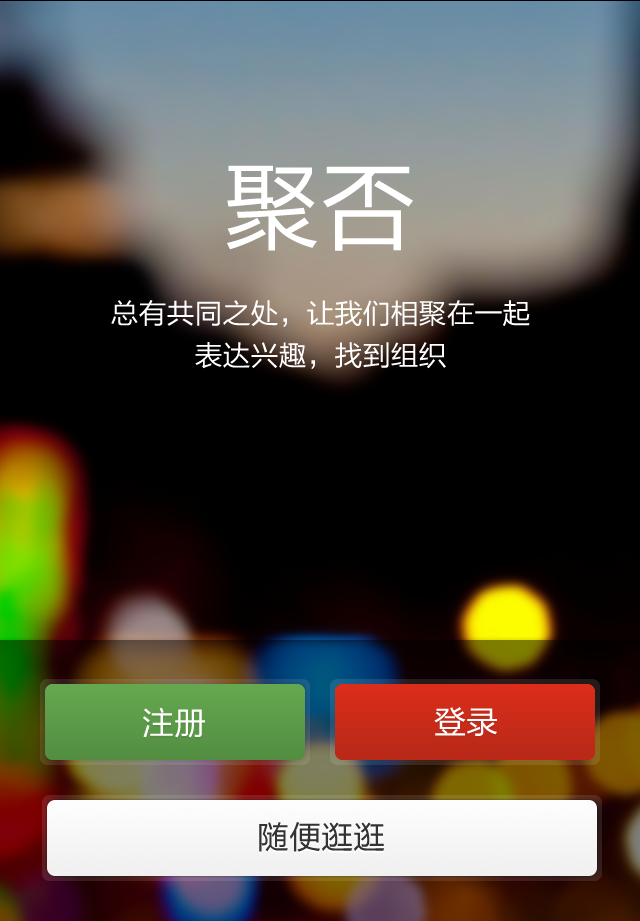 聚否
总有共同之处，让我们相聚在一起
表达兴趣，找到组织
注册
登录
随便逛逛